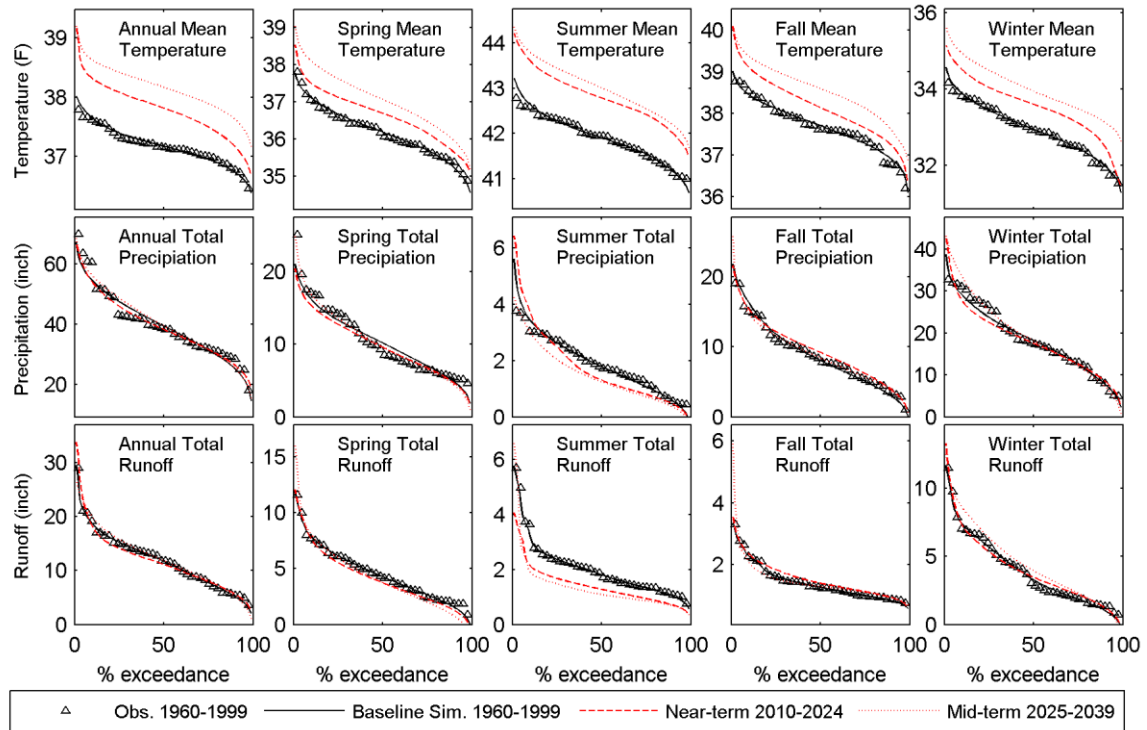 Annual Mean
Temperature
Spring Mean
Temperature
Summer Mean
Temperature
Fall Mean
Temperature
Winter Mean
Temperature
Temperature (F)
39
38
37
39
38
37
36
35
44
43
42
41
40
39
38
37
36
36
34
32
Annual Total
Precipiation
Spring Total
Precipitation
Summer Total
Precipitation
Fall Total
Precipitation
Winter Total
Precipitation
Precipitation (inch)
60
40
20
20
10
0
6
4
2
0
20
10
0
40
30
20
10
0
Annual Total
Runoff
Spring Total
Runoff
Summer Total
Runoff
Fall Total
Runoff
Winter Total
Runoff
Runoff (inch)
30
20
10
0
15
10
5
0
6
4
2
0
6
4
2
10
5
0
0 50 100
0 50 100
0 50 100
0 50 100
0 50 100
% exceedance
% exceedance
% exceedance
% exceedance
% exceedance
Obs. 1960-1999
Baseline Sim. 1960-1999
Near-term 2010-2024
Mid-term 2025-2039